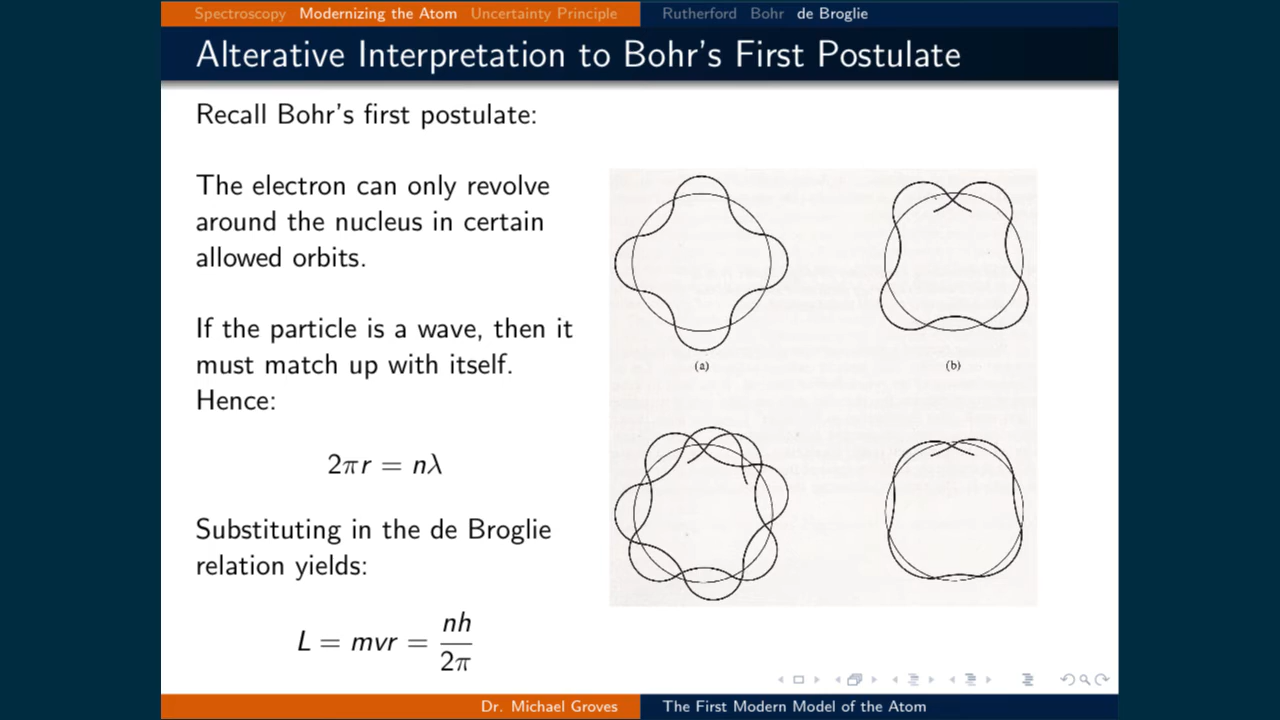 Spectroscopy Modernizing the Atom Uncertainty Principle Rutherford Bohr de Broglie
Alterative Interpretation to Bohr's First Postulate
Recall Bohr's first postulate:
The electron can only revolve
around the nucleus in certain
allowed orbits.
If the particle is a wave, then it
must match up with itself.
Hence:
2πr = nλ
Substituting in the de Broglie
relation yields:
L = mvr = nh/2π
(a)
(b)
Dr. Michael Groves The First Modern Model of the Atom